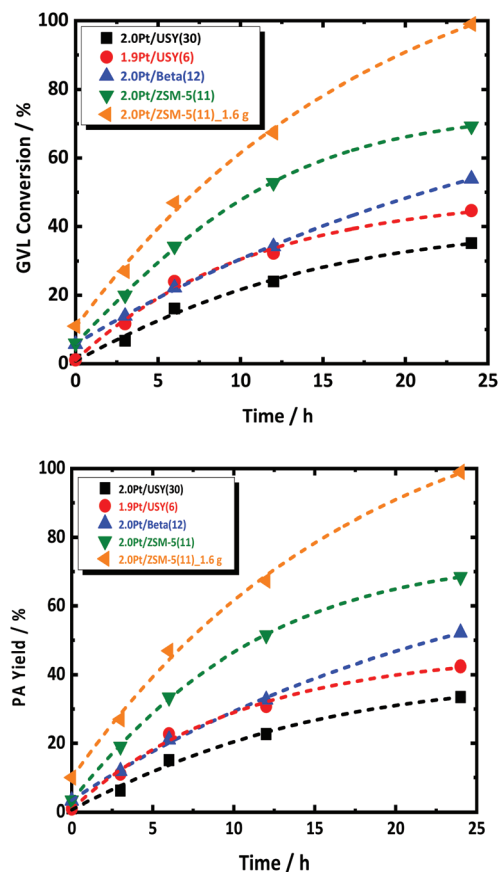 100
80
60
40
20
0
GVL Conversion / %
2.0Pt/USY(30)
1.9Pt/USY(6)
2.0Pt/Beta(12)
2.0Pt/ZSM-5(11)
2.0Pt/ZSM-5(11)_1.6 g
0 5 10 15 20 25
Time / h
100
80
60
40
20
0
PA Yield / %
2.0Pt/USY(30)
1.9Pt/USY(6)
2.0Pt/Beta(12)
2.0Pt/ZSM-5(11)
2.0Pt/ZSM-5(11)_1.6 g
0 5 10 15 20 25
Time / h